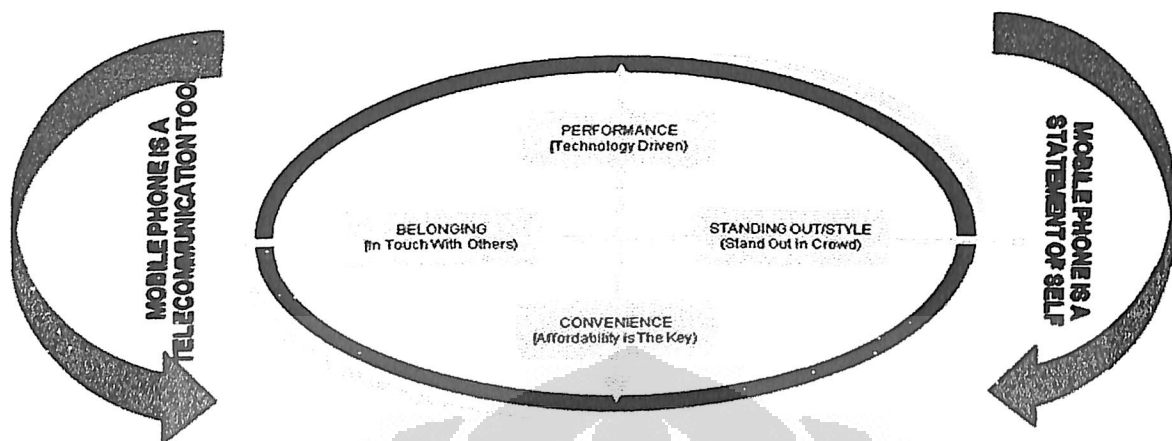 MOBILE PHONE IS A
TELECOMMUNICATION TOO
PERFORMANCE
(Technology Driven)
BELONGING
(In Touch With Others)
STANDING OUT/STYLE
(Stand Out in Crowd)
CONVENIENCE
(Affordability is The Key)
MOBILE PHONE IS A
STATEMENT OF SELF